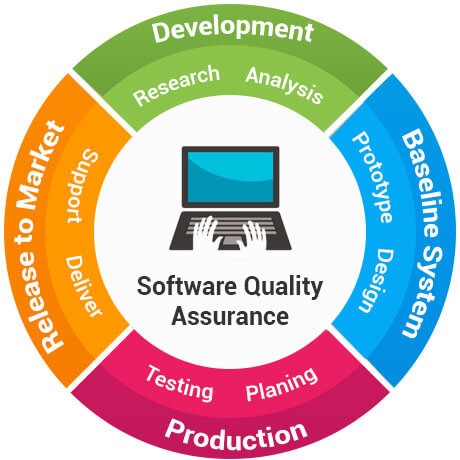 Development
Research Analysis
Baseline System
Prototype Design
Production
Testing Planing
Release to Market
Support Deliver
Software Quality
Assurance